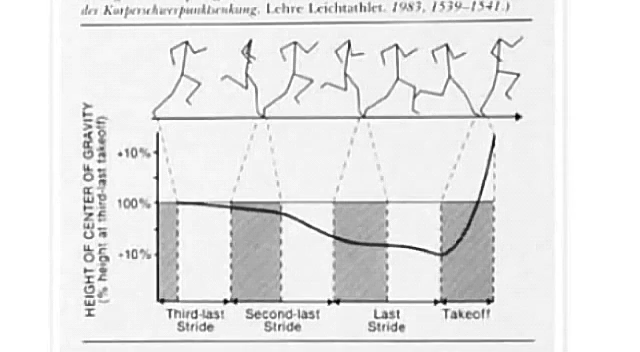 der Korperschwerpunktsenkung. Lehre Leichtathlet. 1983, 1539–1541.)
HEIGHT OF CENTER OF GRAVITY
(% height at third-last takeoff)
+10%
100%
-10%
Third-last
Stride
Second-last
Stride
Last
Stride
Takeoff